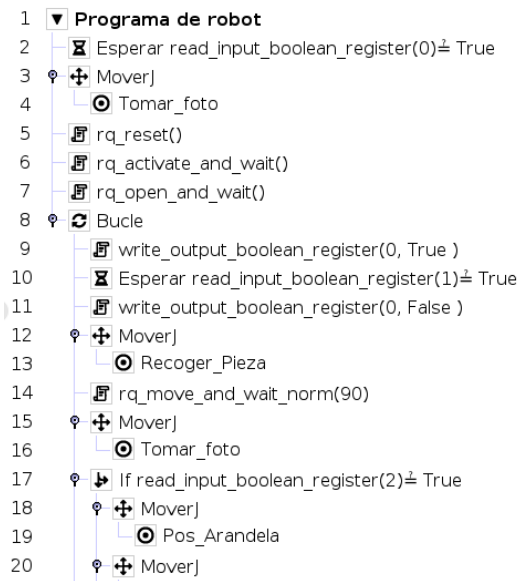 1 Programa de robot
2 Esperar read_input_boolean_register(0)≟ True
3 MoverJ
4 Tomar_foto
5 rq_reset()
6 rq_activate_and_wait()
7 rq_open_and_wait()
8 Bucle
9 write_output_boolean_register(0, True )
10 Esperar read_input_boolean_register(1)≟ True
11 write_output_boolean_register(0, False )
12 MoverJ
13 Recoger_Pieza
14 rq_move_and_wait_norm(90)
15 MoverJ
16 Tomar_foto
17 If read_input_boolean_register(2)≟ True
18 MoverJ
19 Pos_Arandela
20 MoverJ